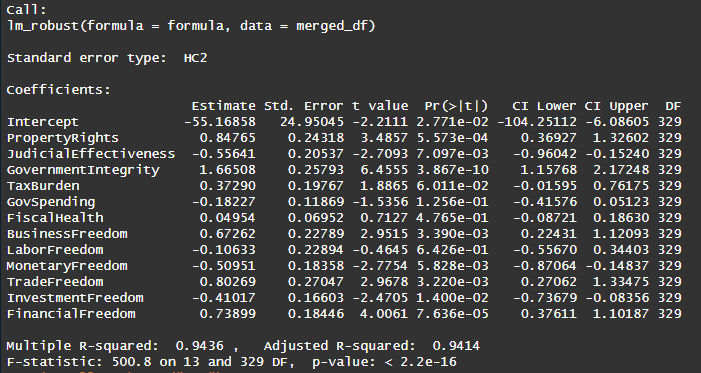 Call:
lm_robust(formula = formula, data = merged_df)
Standard error type:  HC2
Coefficients:
Estimate Std. Error t value  Pr(>|t|)   CI Lower CI Upper  DF
Intercept             -55.16858   24.95045 -2.2111 2.771e-02 -104.25112 -6.08605 329
PropertyRights          0.84765    0.24318  3.4857 5.573e-04    0.36927  1.32602 329
JudicialEffectiveness  -0.55641    0.20537 -2.7093 7.097e-03   -0.96042 -0.15240 329
GovernmentIntegrity     1.66508    0.25793  6.4555 3.867e-10    1.15768  2.17248 329
TaxBurden               0.37290    0.19767  1.8865 6.011e-02   -0.01595  0.76175 329
GovSpending            -0.18227    0.11869 -1.5356 1.256e-01   -0.41576  0.05123 329
FiscalHealth            0.04954    0.06952  0.7127 4.765e-01   -0.08721  0.18630 329
BusinessFreedom         0.67262    0.22789  2.9515 3.390e-03    0.22431  1.12093 329
LaborFreedom           -0.10633    0.22894 -0.4645 6.426e-01   -0.55670  0.34403 329
MonetaryFreedom        -0.50951    0.18358 -2.7754 5.828e-03   -0.87064 -0.14837 329
TradeFreedom            0.80269    0.27047  2.9678 3.220e-03    0.27062  1.33475 329
InvestmentFreedom      -0.41017    0.16603 -2.4705 1.400e-02   -0.73679 -0.08356 329
FinancialFreedom        0.73899    0.18446  4.0061 7.636e-05    0.37611  1.10187 329
Multiple R-squared:  0.9436 ,   Adjusted R-squared:  0.9414
F-statistic: 500.8 on 13 and 329 DF,  p-value: < 2.2e-16